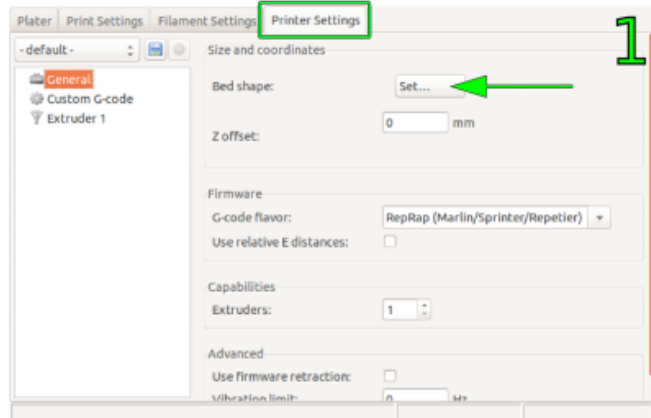 Plater Print Settings Filament Settings Printer Settings
1
- default -
Size and coordinates
General
Custom G-code
Extruder 1
Bed shape: Set...
Z offset: 0 mm
Firmware
G-code flavor: RepRap (Marlin/Sprinter/Repetier)
Use relative E distances:
Capabilities
Extruders: 1
Advanced
Use firmware retraction:
Vibration limit: 0 Hz